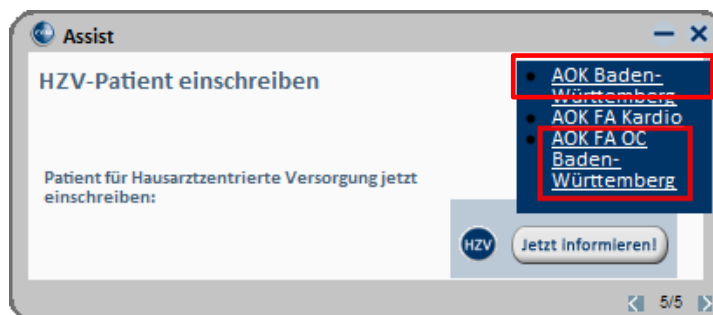 Assist
HZV-Patient einschreiben
AOK Baden-
Württemberg
AOK FA Kardio
AOK FA OC
Baden-
Württemberg
Patient für Hausarztzentrierte Versorgung jetzt
einschreiben:
HZV
Jetzt informieren!
5/5